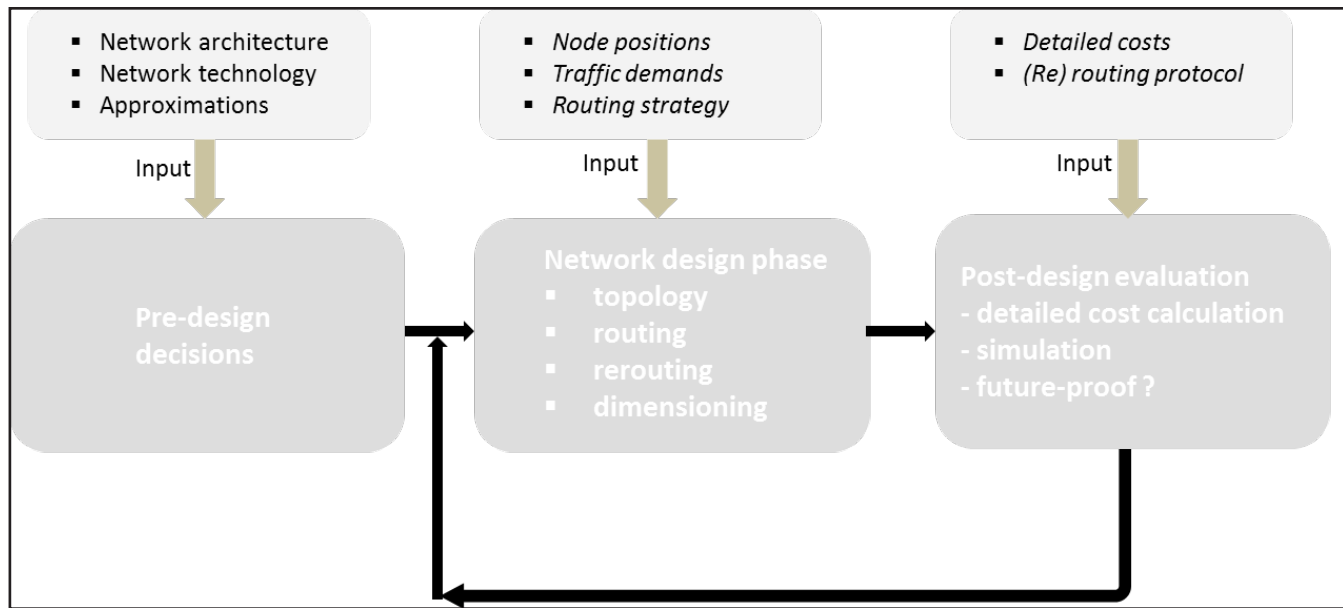 ▪ Network architecture
▪ Network technology
▪ Approximations
▪ Node positions
▪ Traffic demands
▪ Routing strategy
▪ Detailed costs
▪ (Re) routing protocol
Input
Input
Input
Pre-design
decisions
Network design phase
▪ topology
▪ routing
▪ rerouting
▪ dimensioning
Post-design evaluation
- detailed cost calculation
- simulation
- future-proof ?